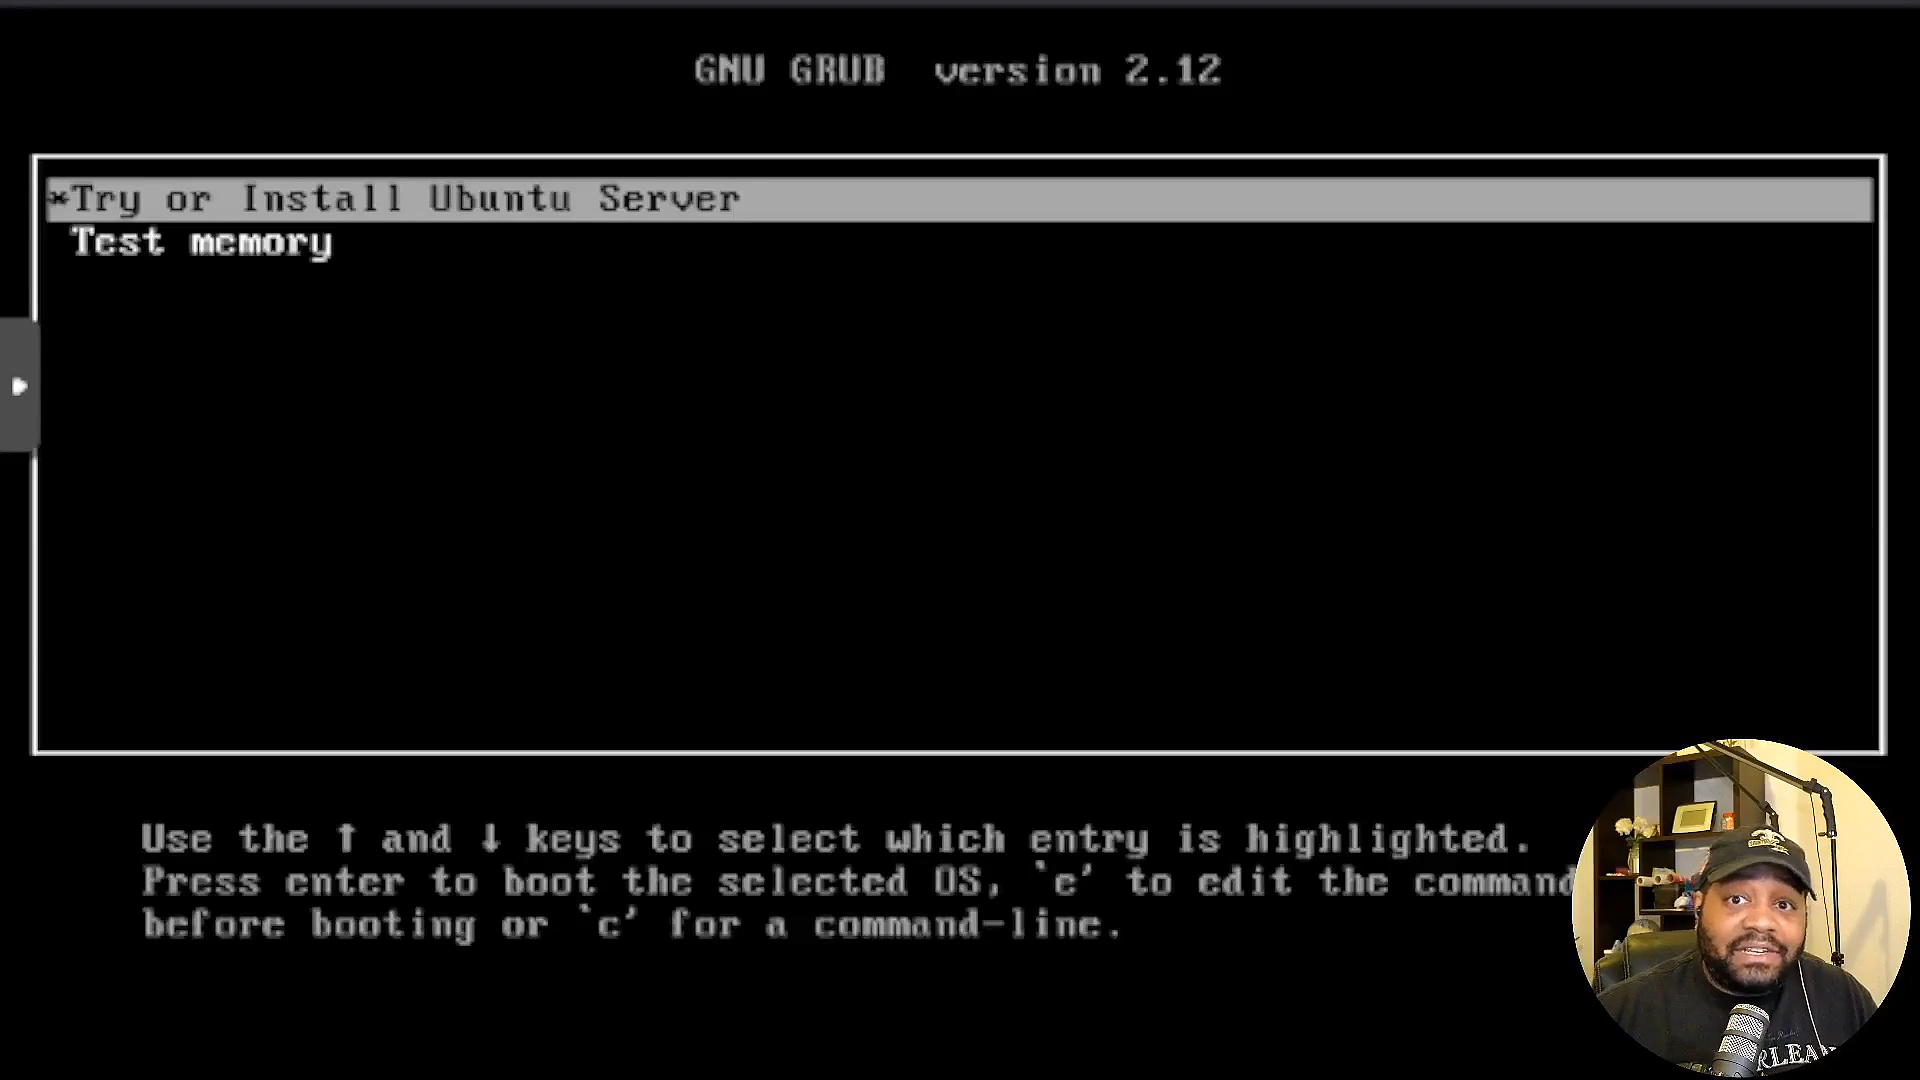 GNU GRUB version 2.12
*Try or Install Ubuntu Server
Test memory
Use the ↑ and ↓ keys to select which entry is highlighted.
Press enter to boot the selected OS, `e' to edit the command
before booting or `c' for a command-line.